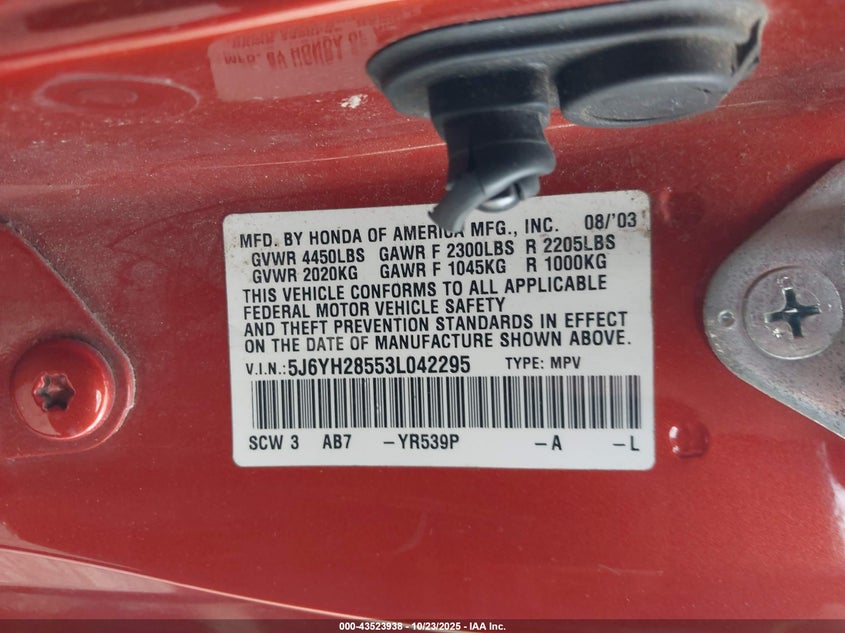 MFD. BY HONDA OF AMERICA MFG., INC. 08/'03
GVWR 4450LBS GAWR F 2300LBS R 2205LBS
GVWR 2020KG GAWR F 1045KG R 1000KG
THIS VEHICLE CONFORMS TO ALL APPLICABLE
FEDERAL MOTOR VEHICLE SAFETY
AND THEFT PREVENTION STANDARDS IN EFFECT
ON THE DATE OF MANUFACTURE SHOWN ABOVE.
V.I.N.:5J6YH28553L042295 TYPE: MPV
SCW 3 AB7 –YR539P –A –L
000-43523938 - 10/23/2025 - IAA Inc.